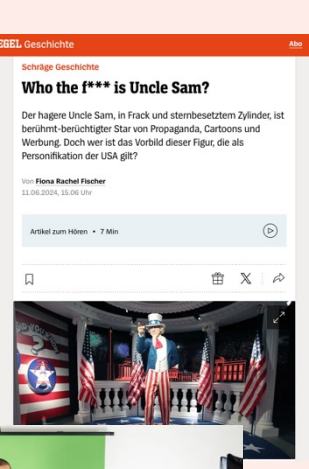 EGEL Geschichte
Abo
Schräge Geschichte
Who the f*** is Uncle Sam?
Der hagere Uncle Sam, in Frack und sternbesetztem Zylinder, ist
berühmt-berüchtigter Star von Propaganda, Cartoons und
Werbung. Doch wer ist das Vorbild dieser Figur, die als
Personifikation der USA gilt?
Von Fiona Rachel Fischer
11.06.2024, 15.06 Uhr
Artikel zum Hören • 7 Min